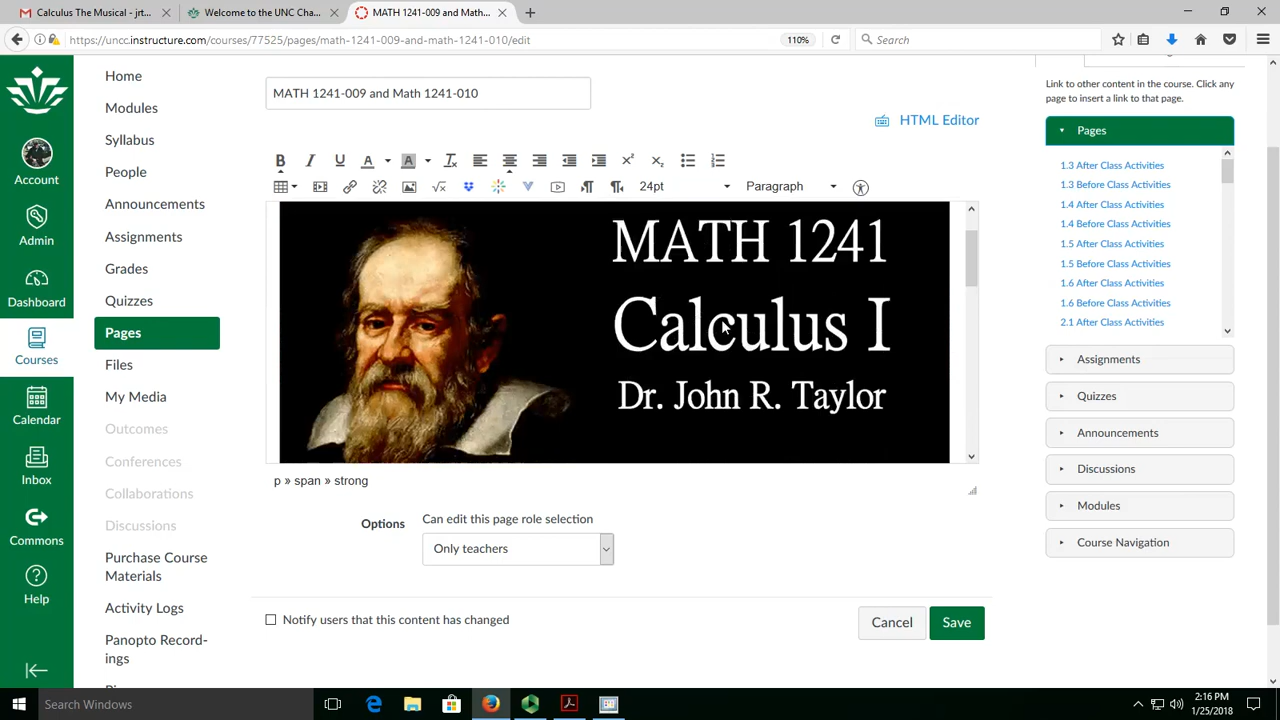 Calculus The Musical - jrt
Welcome to the UNC Cha
MATH 1241-009 and Math...
https://uncc.instructure.com/courses/77525/pages/math-1241-009-and-math-1241-010/edit
110%
Search
Account
Admin
Dashboard
Courses
Calendar
Inbox
Commons
Help
Home
Modules
Syllabus
People
Announcements
Assignments
Grades
Quizzes
Pages
Files
My Media
Outcomes
Conferences
Collaborations
Discussions
Purchase Course
Materials
Activity Logs
Panopto Record-
ings
MATH 1241-009 and Math 1241-010
HTML Editor
B I U A A
24pt
Paragraph
MATH 1241
Calculus I
Dr. John R. Taylor
p » span » strong
Options
Can edit this page role selection
Only teachers
Notify users that this content has changed
Cancel
Save
Link to other content in the course. Click any
page to insert a link to that page.
Pages
1.3 After Class Activities
1.3 Before Class Activities
1.4 After Class Activities
1.4 Before Class Activities
1.5 After Class Activities
1.5 Before Class Activities
1.6 After Class Activities
1.6 Before Class Activities
2.1 After Class Activities
Assignments
Quizzes
Announcements
Discussions
Modules
Course Navigation
Search Windows
2:16 PM
1/25/2018